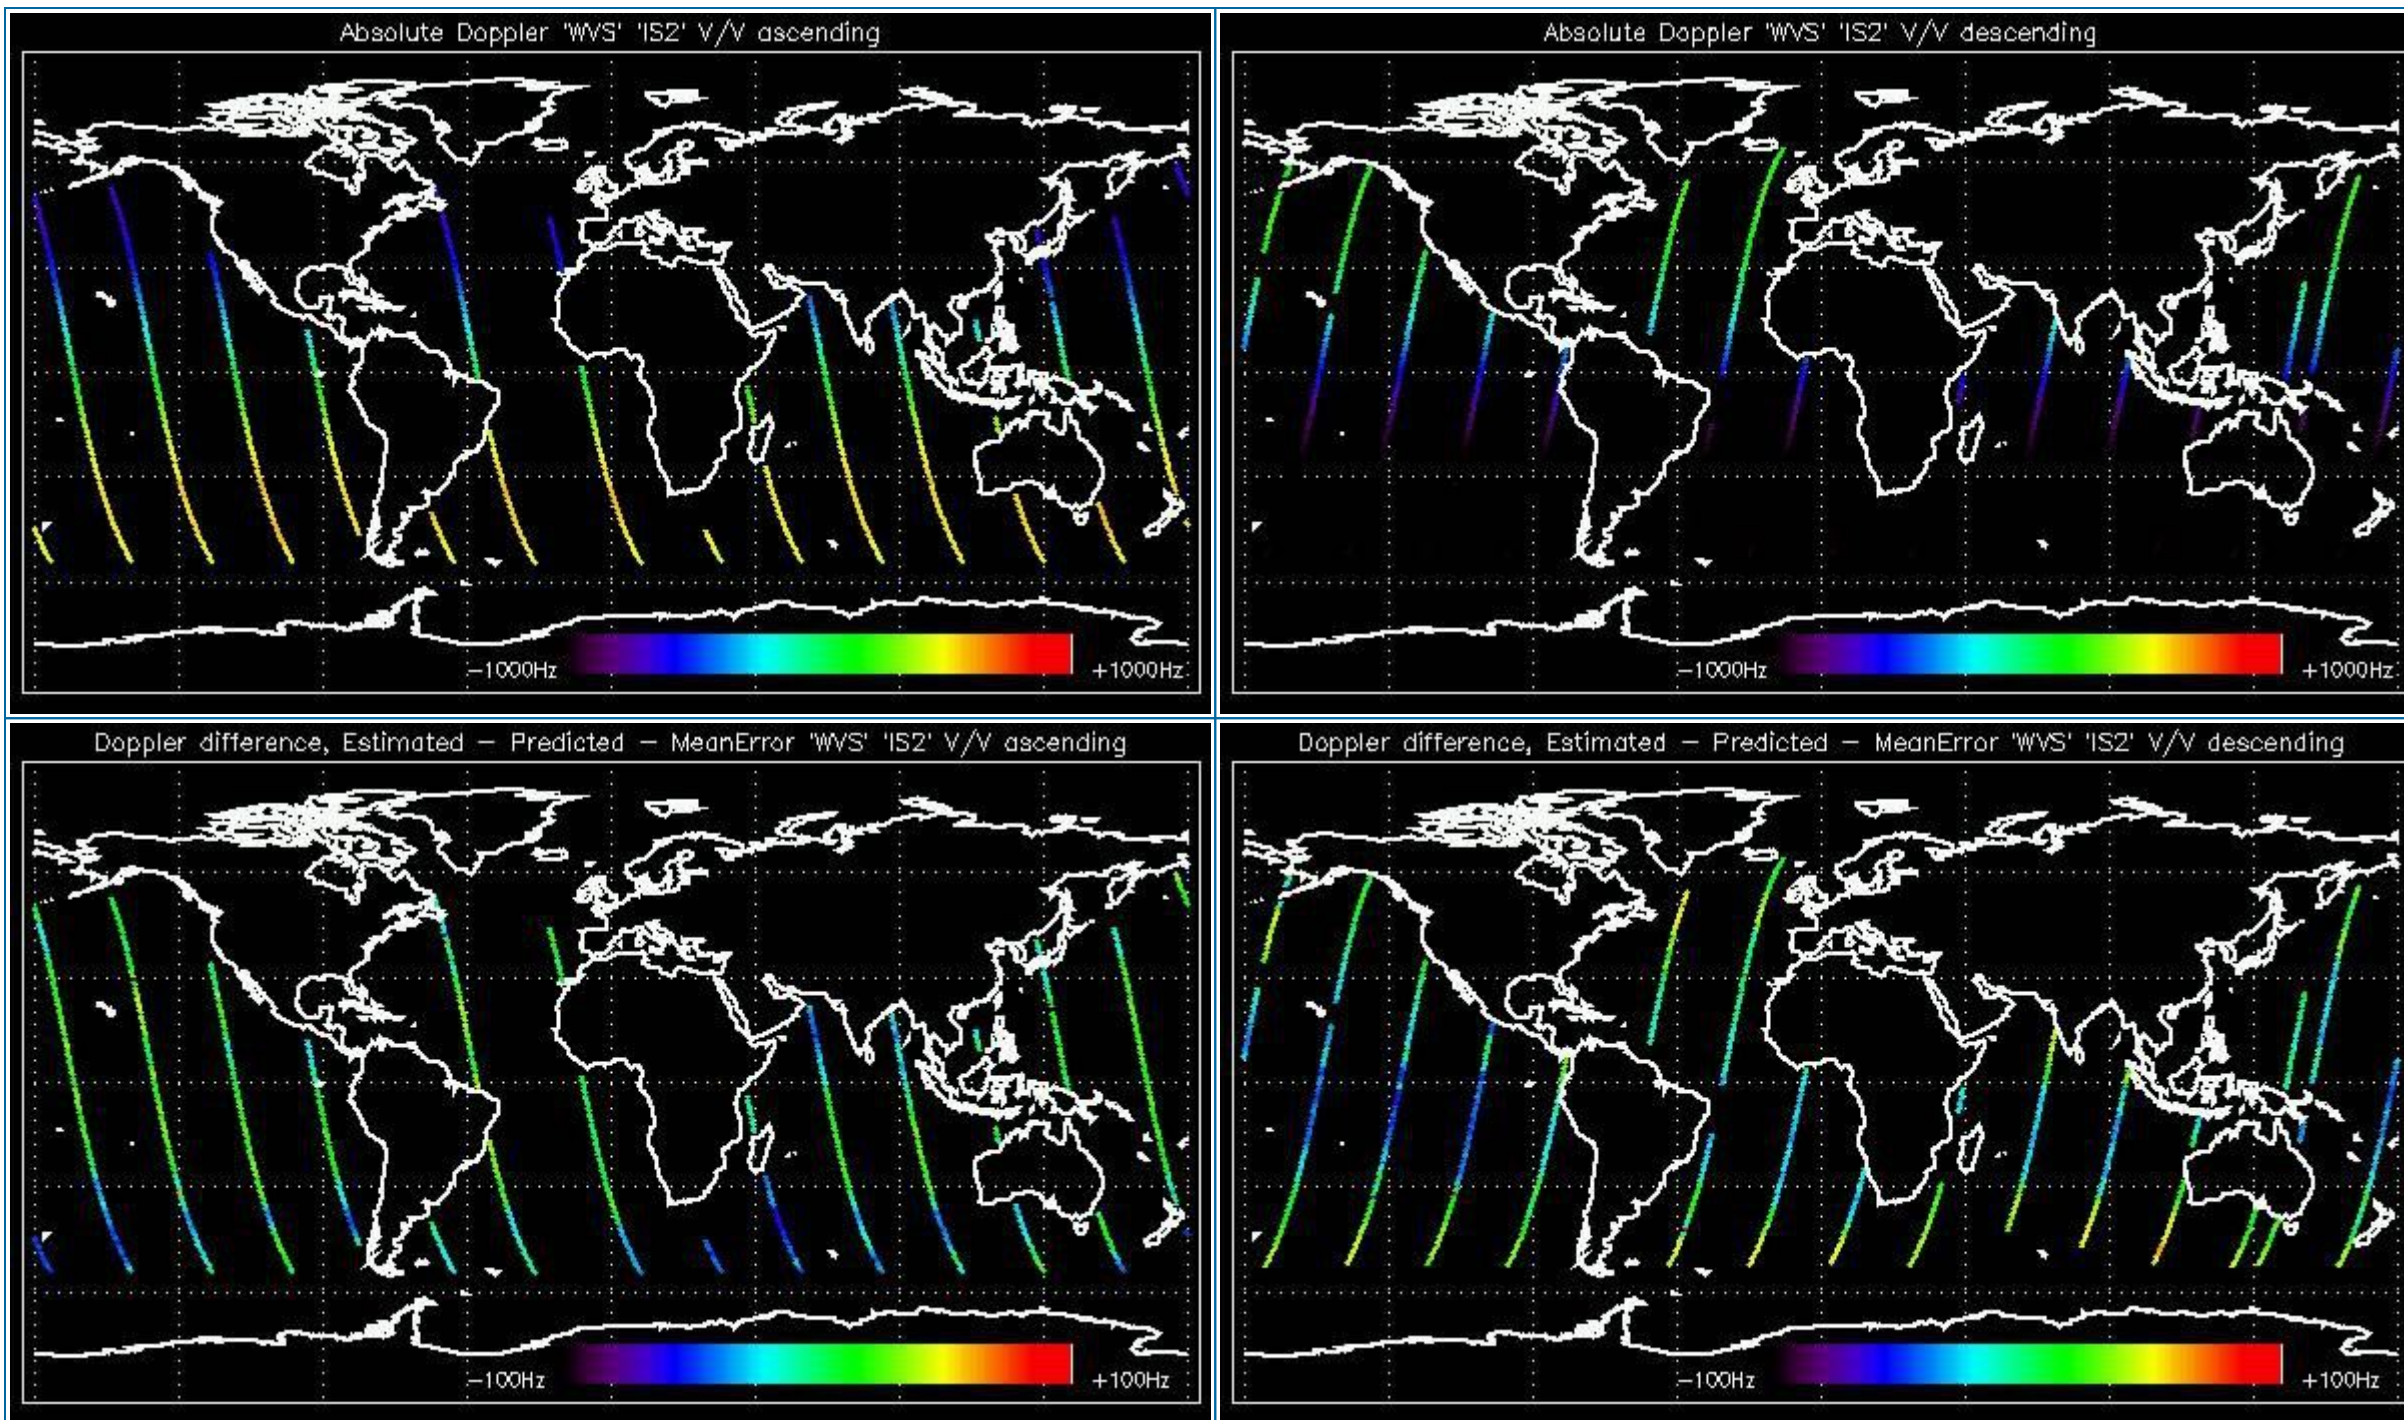 Absolute Doppler 'WVS' 'IS2' V/V ascending
-1000Hz
+1000Hz
Absolute Doppler 'WVS' 'IS2' V/V descending
-1000Hz
+1000Hz
Doppler difference, Estimated - Predicted - MeanError 'WVS' 'IS2' V/V ascending
-100Hz
+100Hz
Doppler difference, Estimated - Predicted - MeanError 'WVS' 'IS2' V/V descending
-100Hz
+100Hz